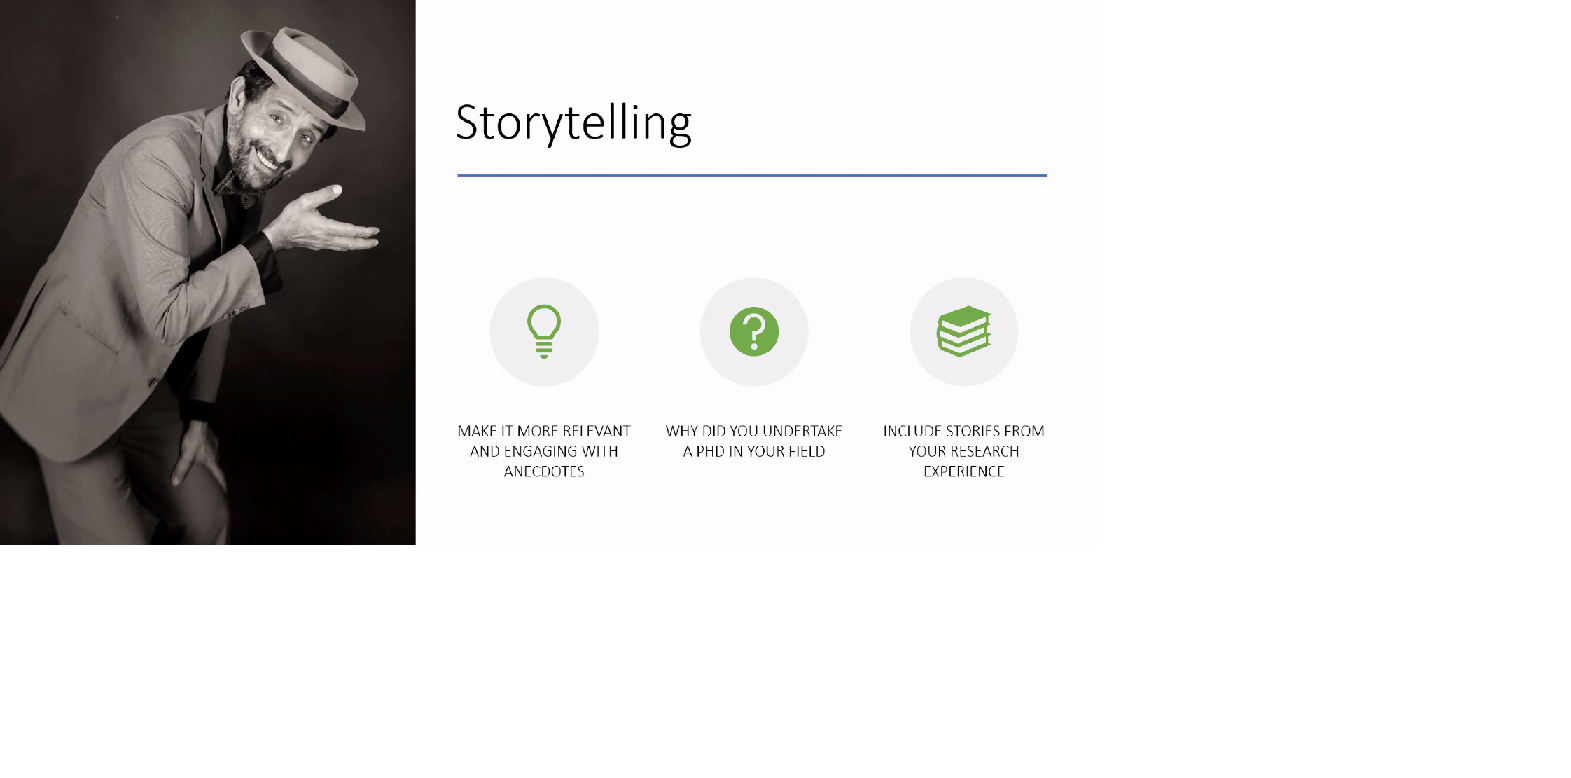 Storytelling
MAKE IT MORE RELEVANT
AND ENGAGING WITH
ANECDOTES
WHY DID YOU UNDERTAKE
A PHD IN YOUR FIELD
INCLUDE STORIES FROM
YOUR RESEARCH
EXPERIENCE